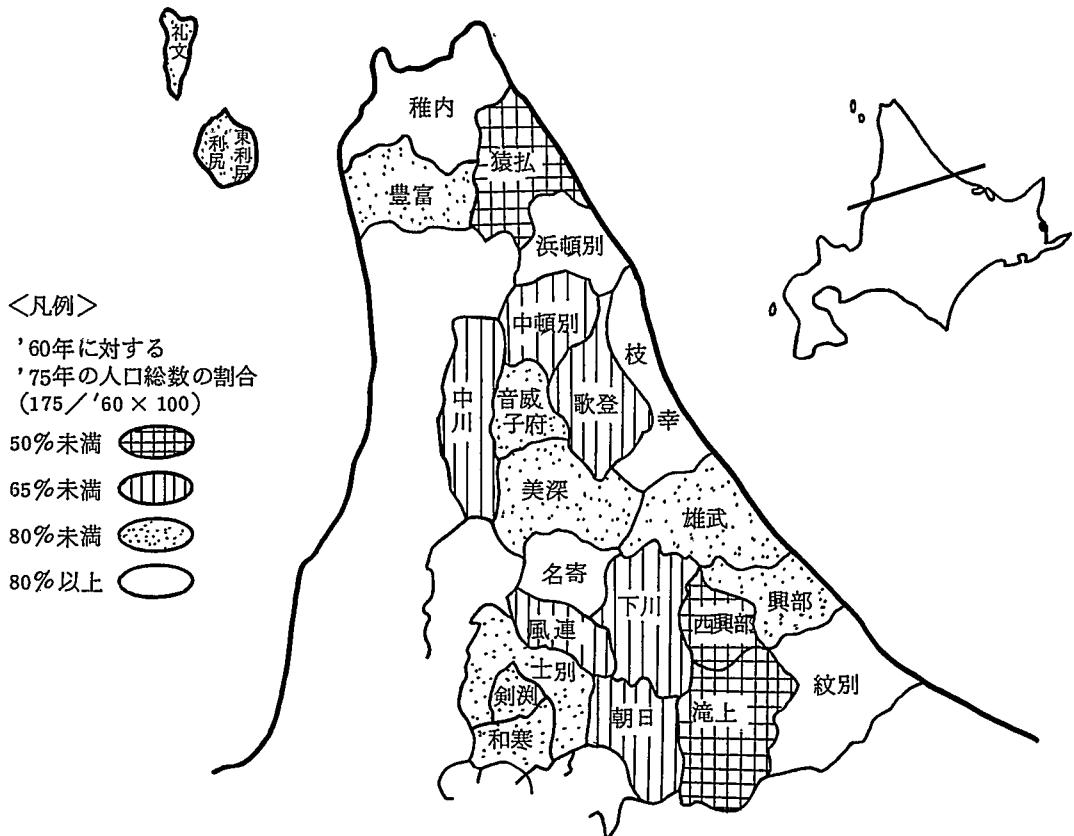 礼文
利尻
東利尻
稚内
猿払
豊富
浜頓別
中頓別
枝幸
中川
音威
子府
歌登
美深
雄武
名寄
下川
興部
西興部
風連
士別
剣渕
紋別
朝日
滝上
和寒
<凡例>
'60年に対する
'75年の人口総数の割合
(175/'60×100)
50%未満
65%未満
80%未満
80%以上